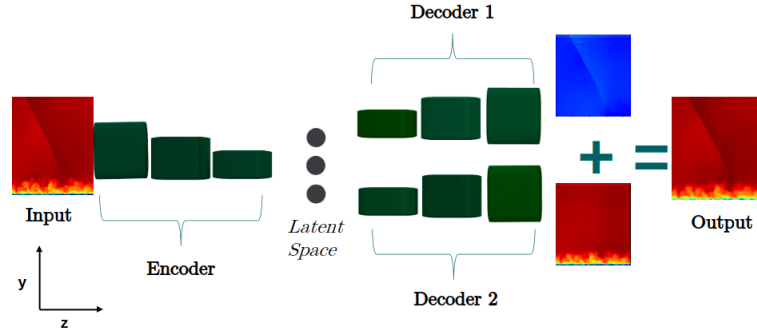 Decoder 1
+ =
Input
Latent
Space
Output
Encoder
y
z
Decoder 2